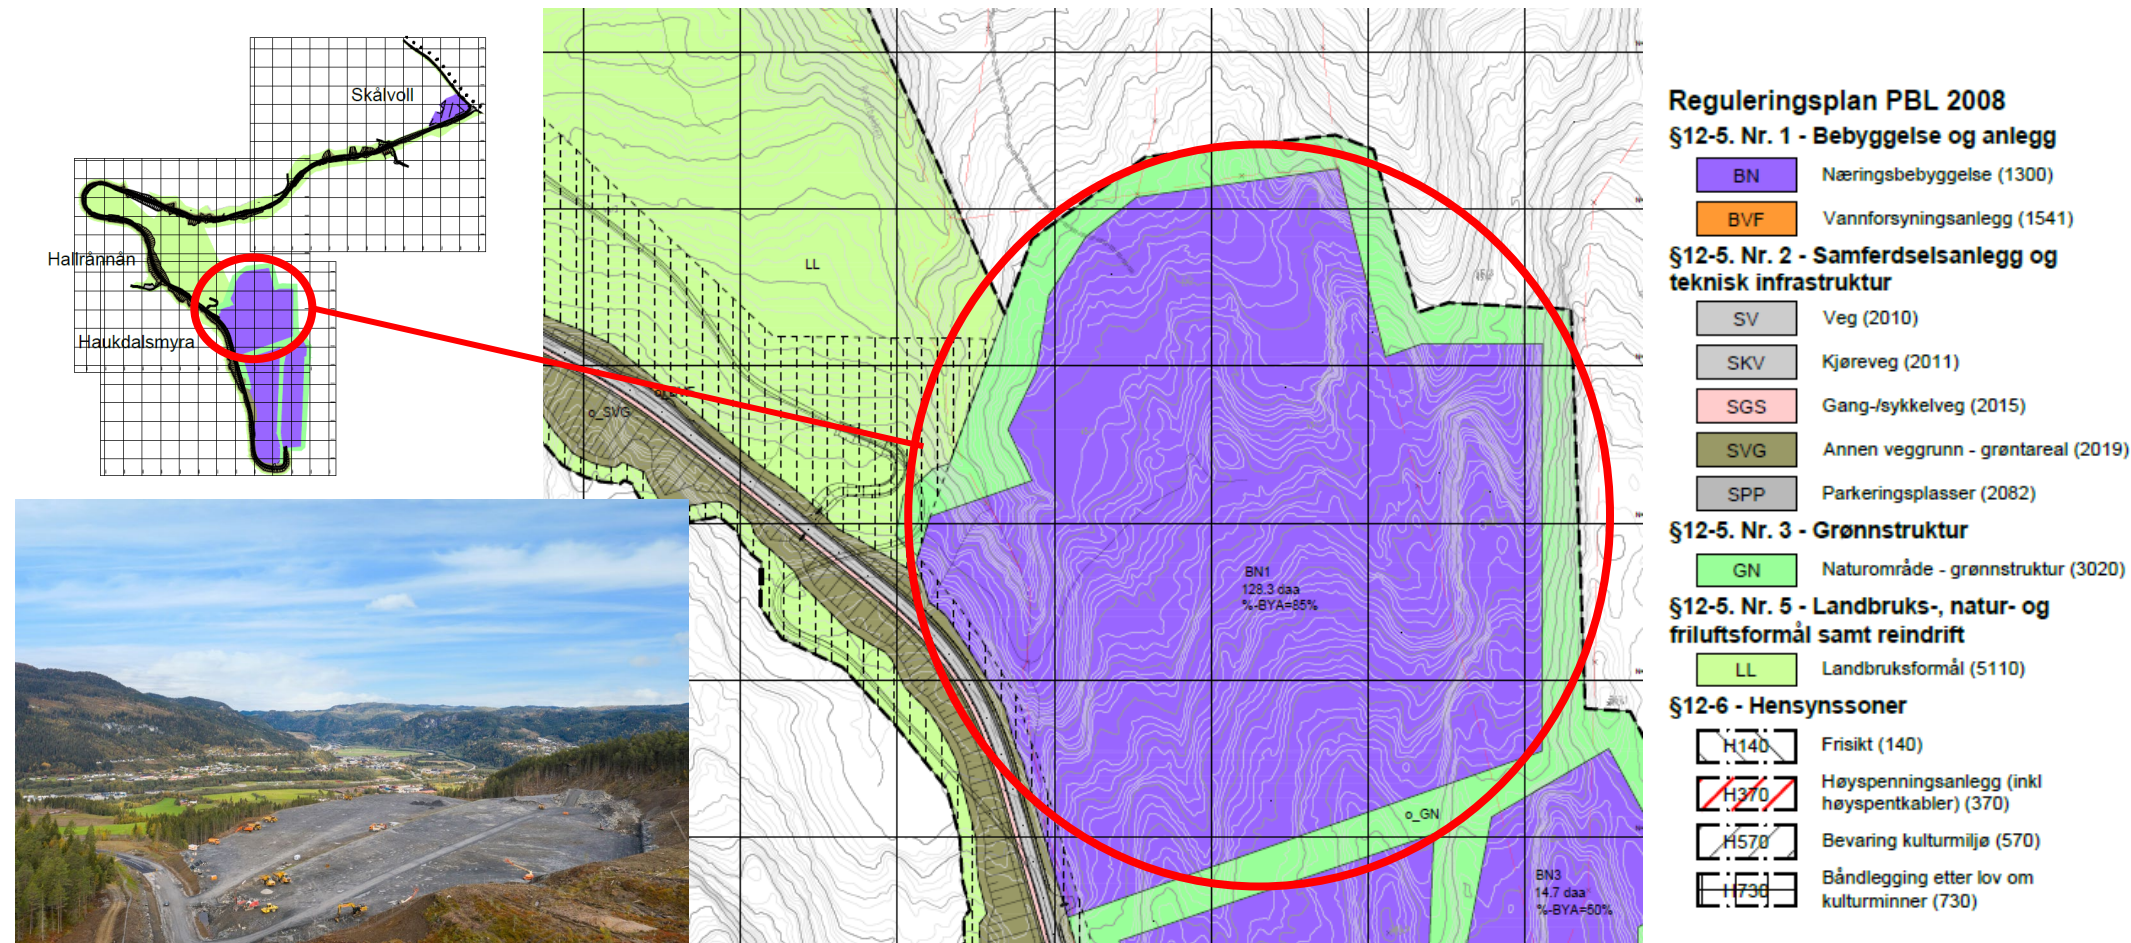 Skålvoll
Hallrånnån
Haukdalsmyra
LL
o_SVG
BN1
128.3 daa
%-BYA=85%
o_GN
BN3
14.7 daa
%-BYA=50%
Reguleringsplan PBL 2008
§12-5. Nr. 1 - Bebyggelse og anlegg
BN Næringsbebyggelse (1300)
BVF Vannforsyningsanlegg (1541)
§12-5. Nr. 2 - Samferdselsanlegg og
teknisk infrastruktur
SV Veg (2010)
SKV Kjøreveg (2011)
SGS Gang-/sykkelveg (2015)
SVG Annen veggrunn - grøntareal (2019)
SPP Parkeringsplasser (2082)
§12-5. Nr. 3 - Grønnstruktur
GN Naturområde - grønnstruktur (3020)
§12-5. Nr. 5 - Landbruks-, natur- og
friluftsformål samt reindrift
LL Landbruksformål (5110)
§12-6 - Hensynssoner
H140 Frisikt (140)
H370 Høyspenningsanlegg (inkl
høyspentkabler) (370)
H570 Bevaring kulturmiljø (570)
H730 Båndlegging etter lov om
kulturminner (730)